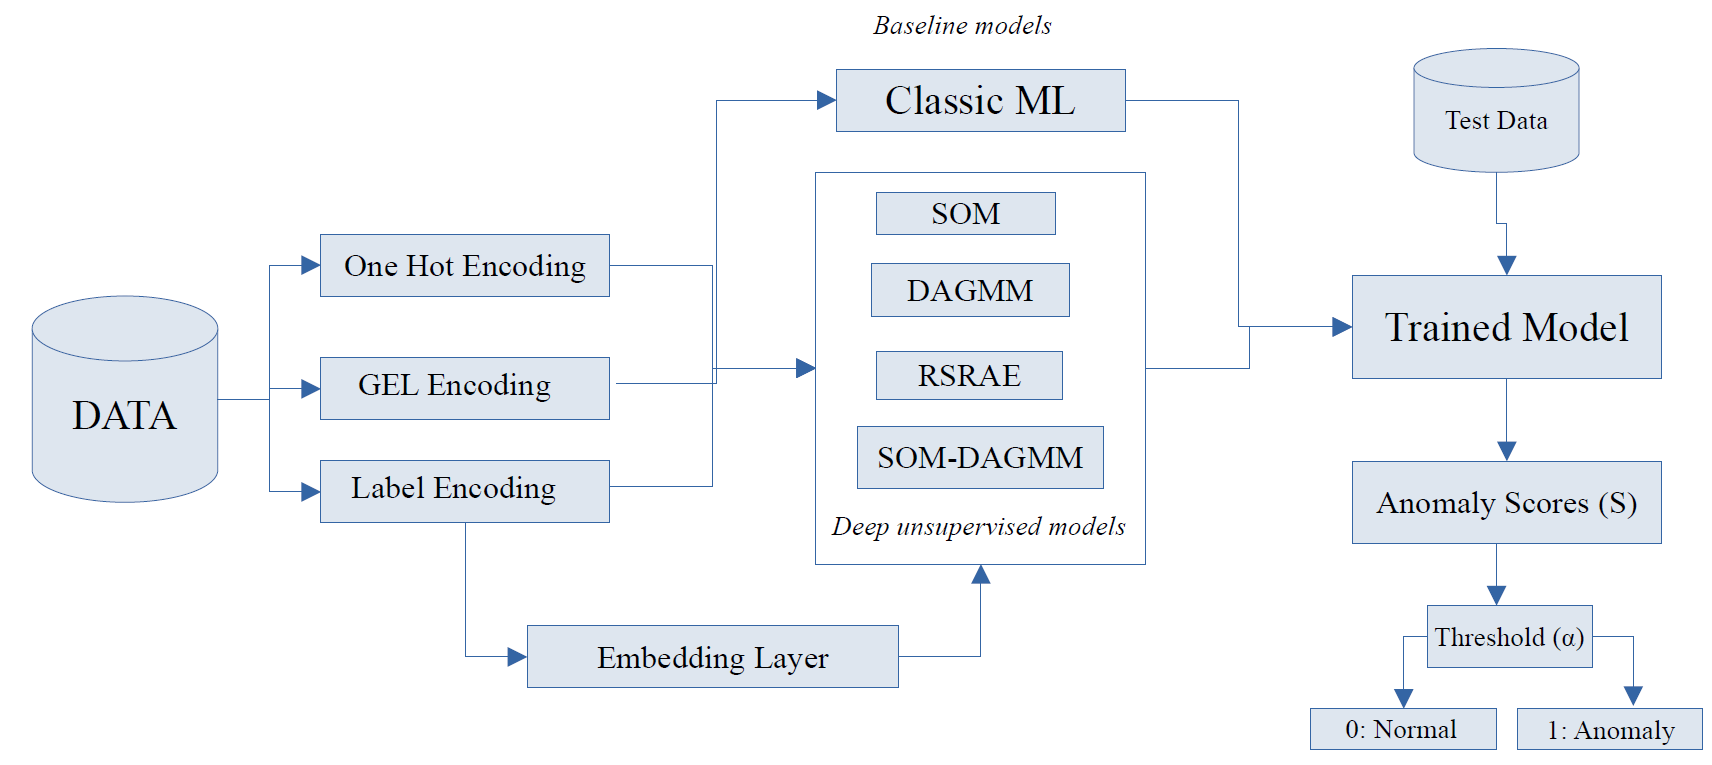 Baseline models
Classic ML
Test Data
SOM
One Hot Encoding
DAGMM
Trained Model
GEL Encoding
RSRAE
DATA
SOM-DAGMM
Label Encoding
Anomaly Scores (S)
Deep unsupervised models
Threshold (α)
Embedding Layer
0: Normal
1: Anomaly